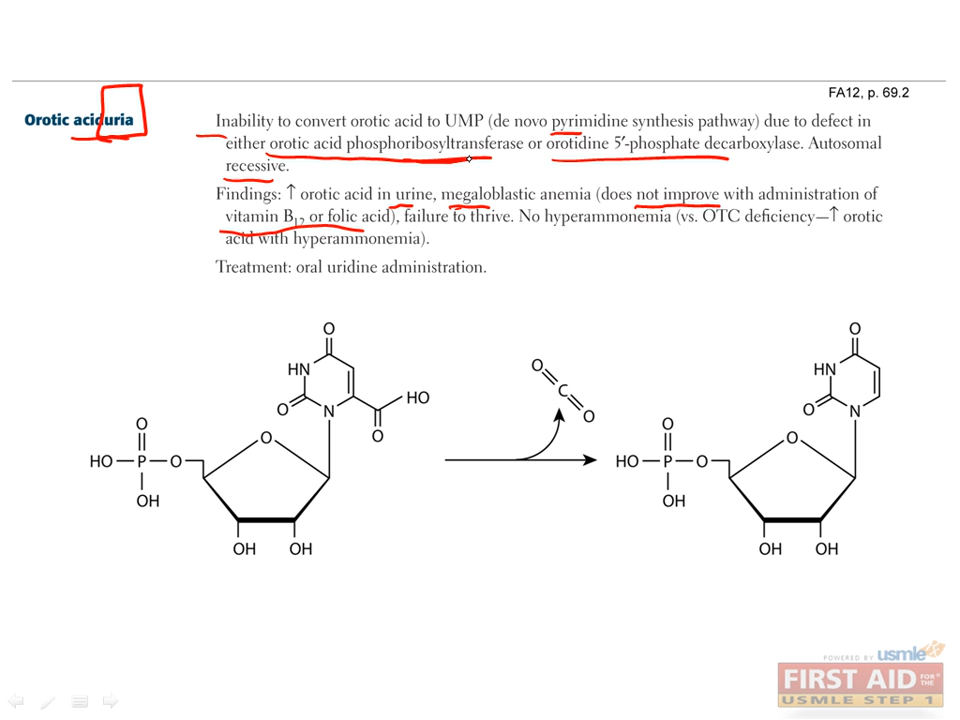 FA12, p. 69.2
Orotic aciduria
Inability to convert orotic acid to UMP (de novo pyrimidine synthesis pathway) due to defect in
either orotic acid phosphoribosyltransferase or orotidine 5′-phosphate decarboxylase. Autosomal
recessive.
Findings: ↑ orotic acid in urine, megaloblastic anemia (does not improve with administration of
vitamin B12 or folic acid), failure to thrive. No hyperammonemia (vs. OTC deficiency—↑ orotic
acid with hyperammonemia).
Treatment: oral uridine administration.
O
HN
O
N
HO
O
O
O
HO
P
O
OH
OH
OH
O
C
O
O
HN
O
N
O
O
HO
P
O
OH
OH
OH
POWERED BY usmle
FIRST AID FOR THE®
USMLE STEP 1